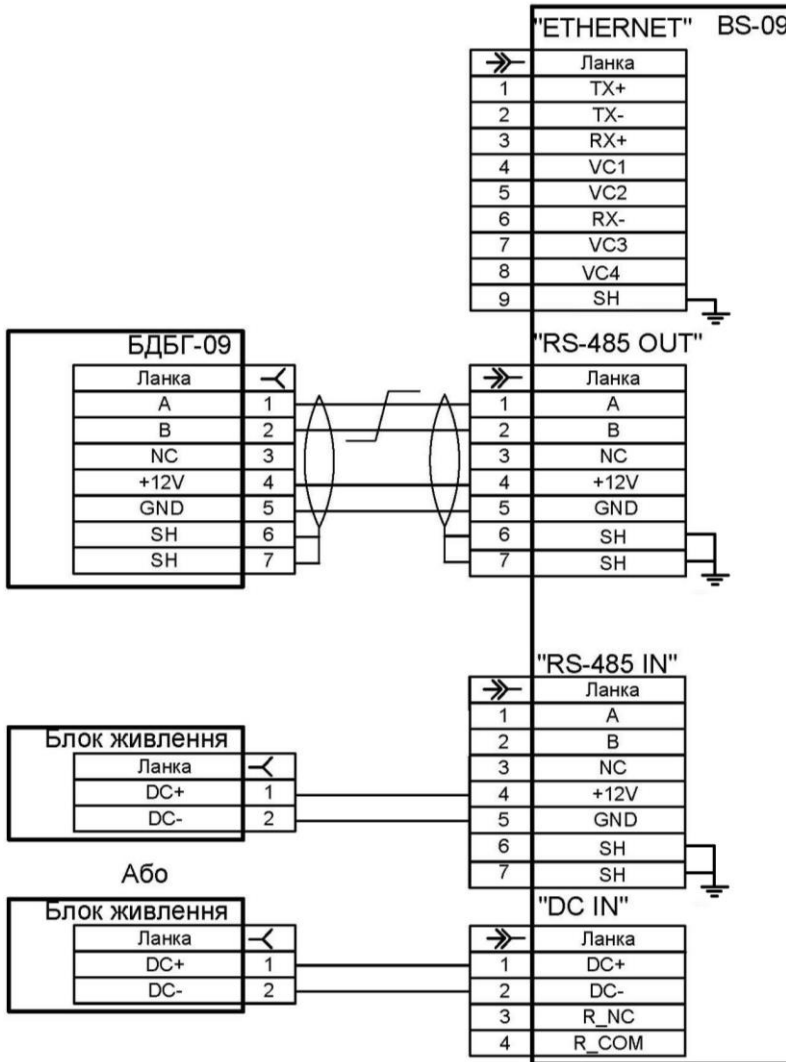 "ETHERNET" BS-09
Ланка
1 TX+
2 TX-
3 RX+
4 VC1
5 VC2
6 RX-
7 VC3
8 VC4
9 SH
БДБГ-09
Ланка
A 1
B 2
NC 3
+12V 4
GND 5
SH 6
SH 7
"RS-485 OUT"
Ланка
1 A
2 B
3 NC
4 +12V
5 GND
6 SH
7 SH
"RS-485 IN"
Ланка
1 A
2 B
3 NC
4 +12V
5 GND
6 SH
7 SH
Блок живлення
Ланка
DC+ 1
DC- 2
Або
Блок живлення
Ланка
DC+ 1
DC- 2
"DC IN"
Ланка
1 DC+
2 DC-
3 R_NC
4 R_COM